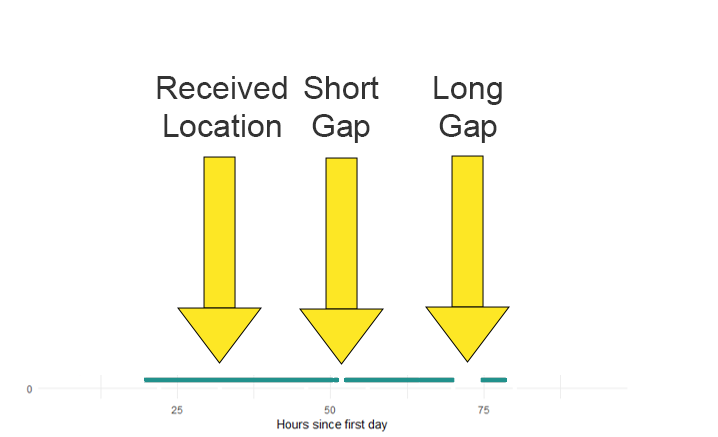 Received Short Long
Location Gap Gap
0
25 50 75
Hours since first day